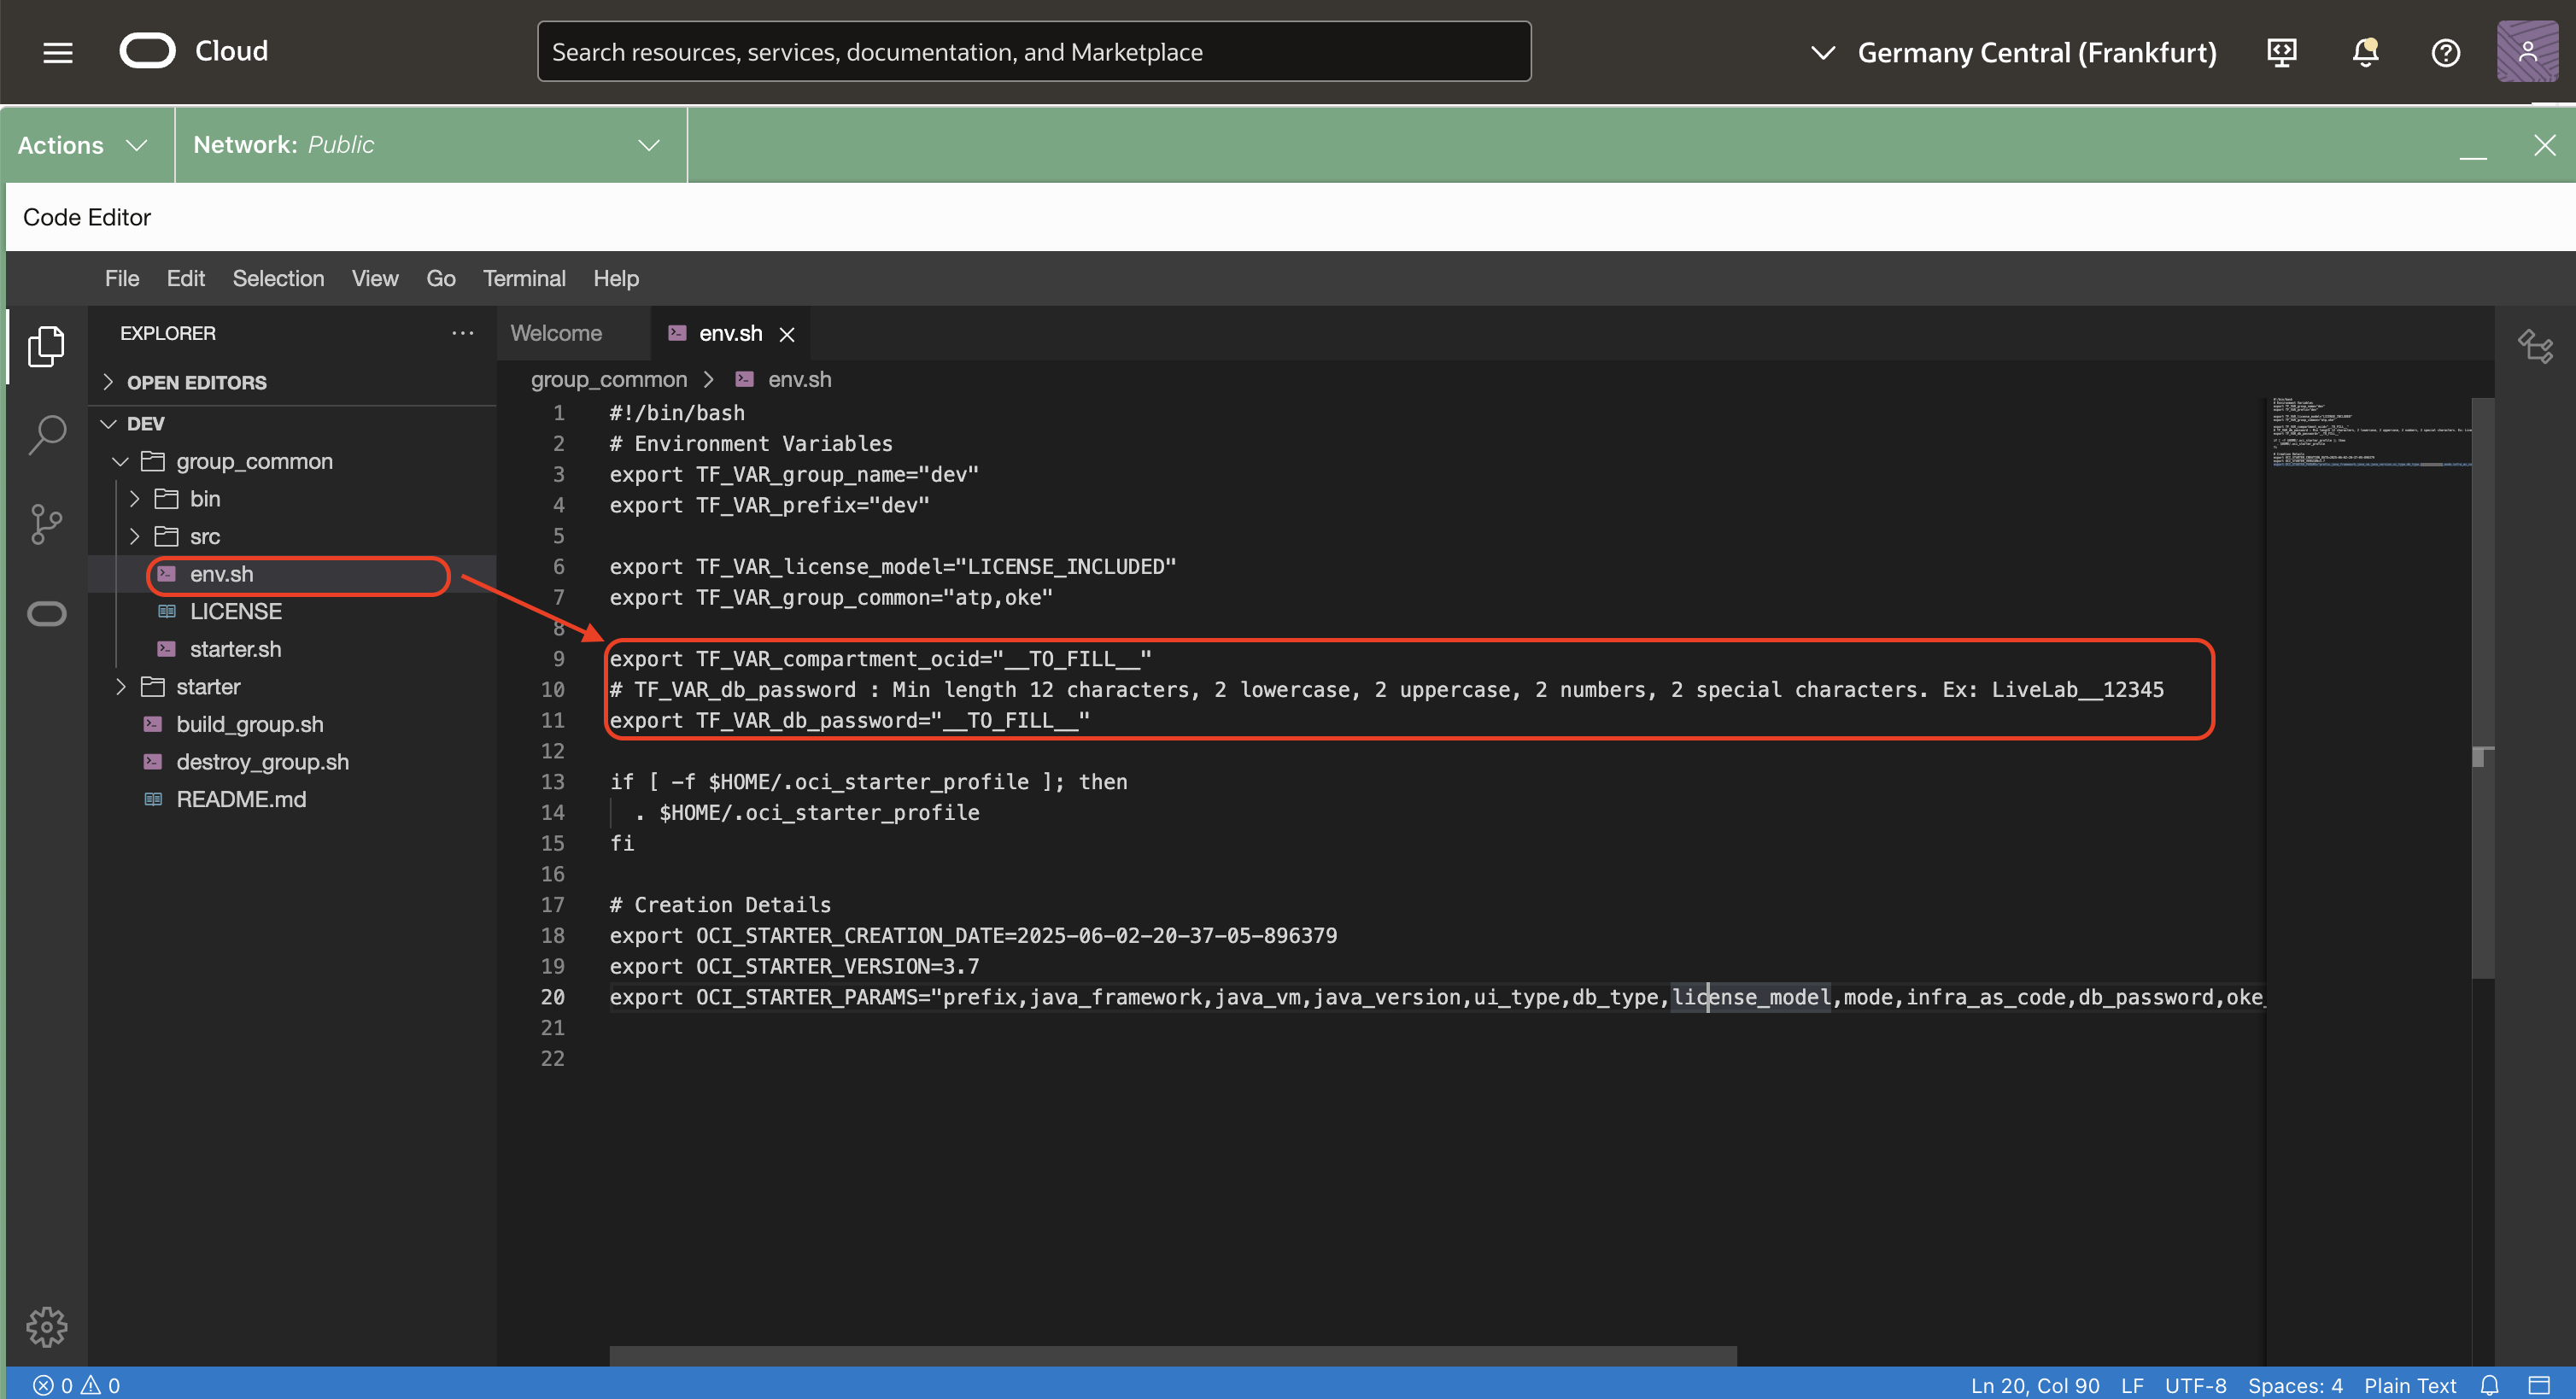 Cloud
Search resources, services, documentation, and Marketplace
Germany Central (Frankfurt)
Actions
Network: Public
Code Editor
File Edit Selection View Go Terminal Help
EXPLORER
OPEN EDITORS
DEV
group_common
bin
src
env.sh
LICENSE
starter.sh
starter
build_group.sh
destroy_group.sh
README.md
Welcome
env.sh
group_common > env.sh
1 #!/bin/bash
2 # Environment Variables
3 export TF_VAR_group_name="dev"
4 export TF_VAR_prefix="dev"
5
6 export TF_VAR_license_model="LICENSE_INCLUDED"
7 export TF_VAR_group_common="atp,oke"
8
9 export TF_VAR_compartment_ocid="__TO_FILL__"
10 # TF_VAR_db_password : Min length 12 characters, 2 lowercase, 2 uppercase, 2 numbers, 2 special characters. Ex: LiveLab__12345
11 export TF_VAR_db_password="__TO_FILL__"
12
13 if [ -f $HOME/.oci_starter_profile ]; then
14 . $HOME/.oci_starter_profile
15 fi
16
17 # Creation Details
18 export OCI_STARTER_CREATION_DATE=2025-06-02-20-37-05-896379
19 export OCI_STARTER_VERSION=3.7
20 export OCI_STARTER_PARAMS="prefix,java_framework,java_vm,java_version,ui_type,db_type,license_model,mode,infra_as_code,db_password,oke_
21
22
0 0
Ln 20, Col 90 LF UTF-8 Spaces: 4 Plain Text